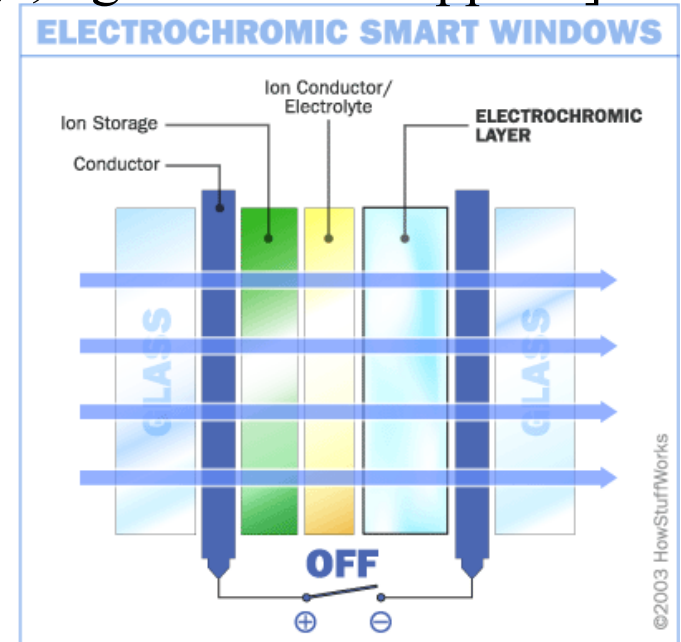 ELECTROCHROMIC SMART WINDOWS
Ion Conductor/
Electrolyte
Ion Storage
ELECTROCHROMIC
LAYER
Conductor
GLASS
GLASS
OFF
+ −
©2003 HowStuffWorks